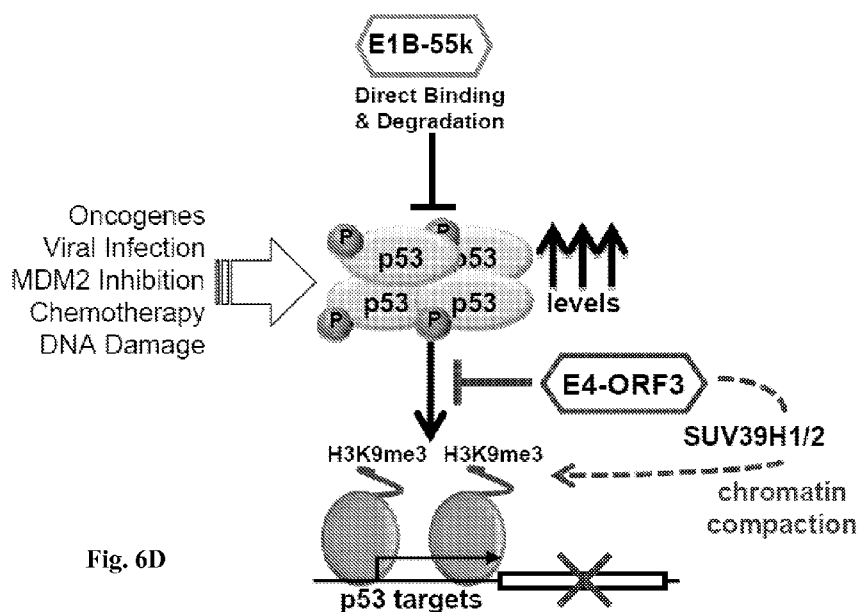 E1B-55k
Direct Binding
& Degradation
Oncogenes
Viral Infection
MDM2 Inhibition
Chemotherapy
DNA Damage
P P
p53 p53
p53 p53
P P
levels
E4-ORF3
SUV39H1/2
H3K9me3 H3K9me3
chromatin
compaction
Fig. 6D
p53 targets